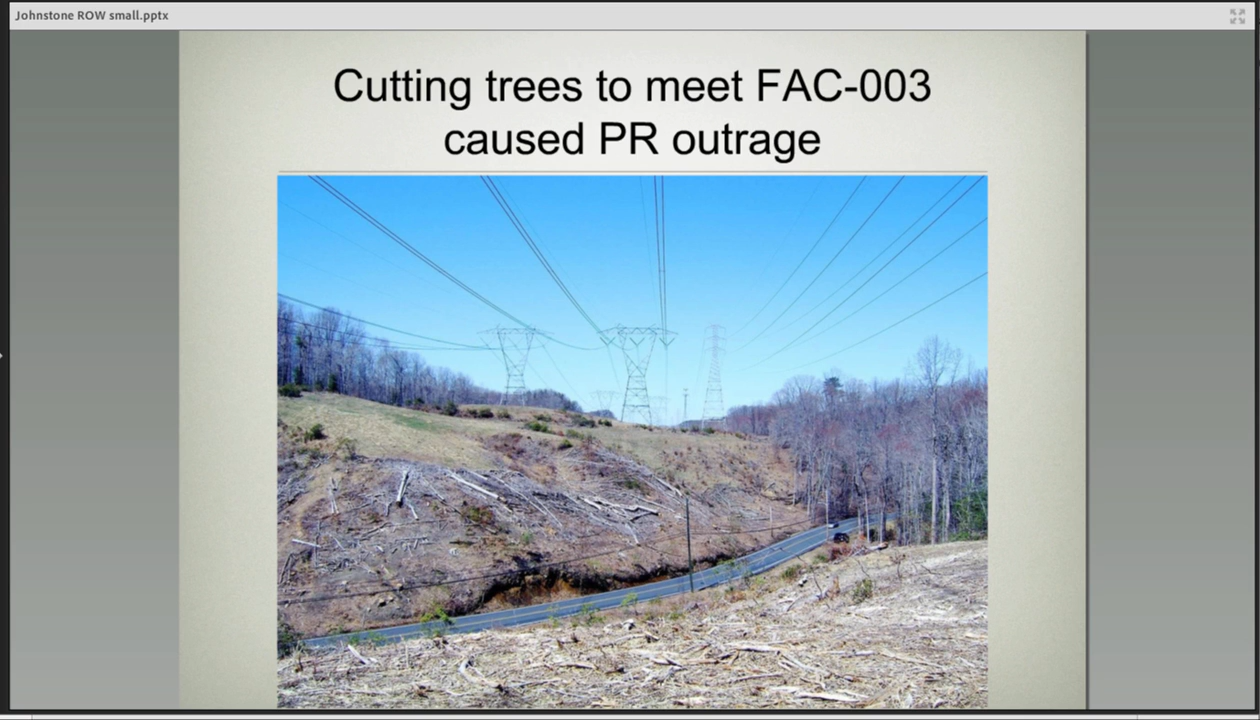 Johnstone ROW small.pptx
Cutting trees to meet FAC-003
caused PR outrage